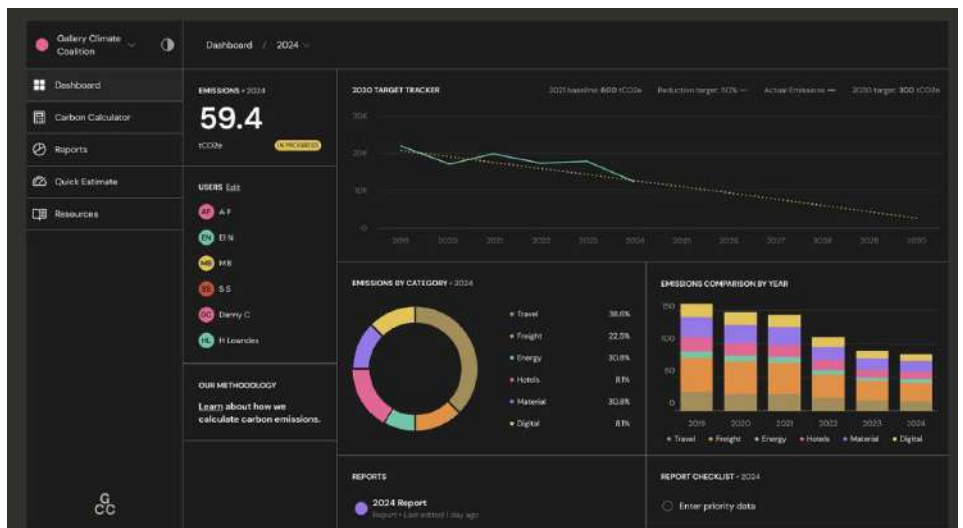 Gallery Climate
Coalition
Dashboard / 2024
Dashboard
Carbon Calculator
Reports
Quick Estimate
Resources
EMISSIONS • 2024
59.4
tCO2e
IN PROGRESS
USERS Edit
AF A F
EN El N
MB M B
SS S S
DC Danny C
HL H Lowndes
OUR METHODOLOGY
Learn about how we
calculate carbon emissions.
2030 TARGET TRACKER
2021 baseline: 600 tCO2e Reduction target: 50% Actual Emissions 2030 target: 300 tCO2e
30K
20K
10K
0
2019 2020 2021 2022 2023 2024 2025 2026 2027 2028 2030
EMISSIONS BY CATEGORY • 2024
Travel 38.6%
Freight 22.5%
Energy 30.8%
Hotels 8.1%
Material 30.8%
Digital 8.1%
EMISSIONS COMPARISON BY YEAR
150
100
50
0
2019 2020 2021 2022 2023 2024
Travel Freight Energy Hotels Material Digital
REPORTS
2024 Report
Report • Last edited 1 day ago
REPORT CHECKLIST • 2024
Enter priority data
G
CC